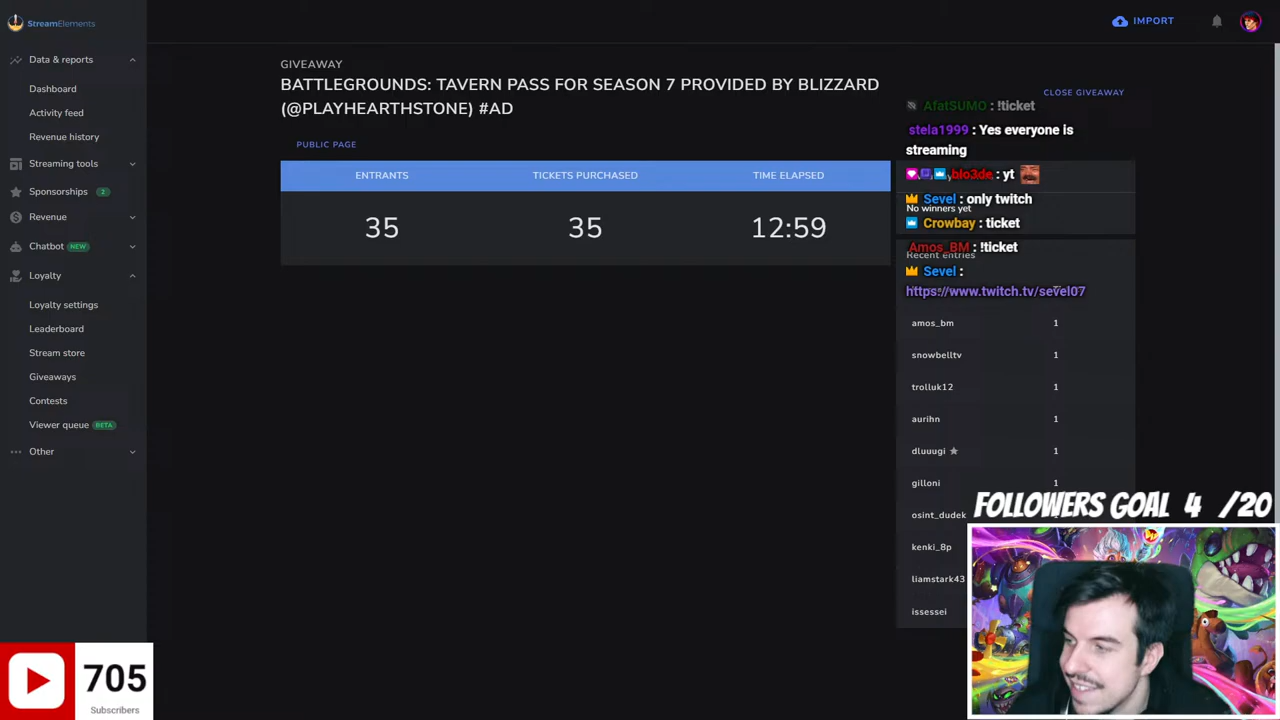 StreamElements
IMPORT
Data & reports
Dashboard
Activity feed
Revenue history
Streaming tools
Sponsorships 2
Revenue
Chatbot NEW
Loyalty
Loyalty settings
Leaderboard
Stream store
Giveaways
Contests
Viewer queue BETA
Other
GIVEAWAY
BATTLEGROUNDS: TAVERN PASS FOR SEASON 7 PROVIDED BY BLIZZARD
(@PLAYHEARTHSTONE) #AD
CLOSE GIVEAWAY
PUBLIC PAGE
ENTRANTS TICKETS PURCHASED TIME ELAPSED
35 35 12:59
AfatSUMO : !ticket
stela1999 : Yes everyone is
streaming
blo3de. : yt
Sevel : only twitch
No winners yet
Crowbay : ticket
Amos_BM : !ticket
Recent entries
Sevel :
https://www.twitch.tv/sevel07
amos_bm 1
snowbelltv 1
trolluk12 1
aurihn 1
dluuugi 1
gilloni 1
osint_dudek
kenki_8p
liamstark43
issessei
FOLLOWERS GOAL 4 /20
705
Subscribers